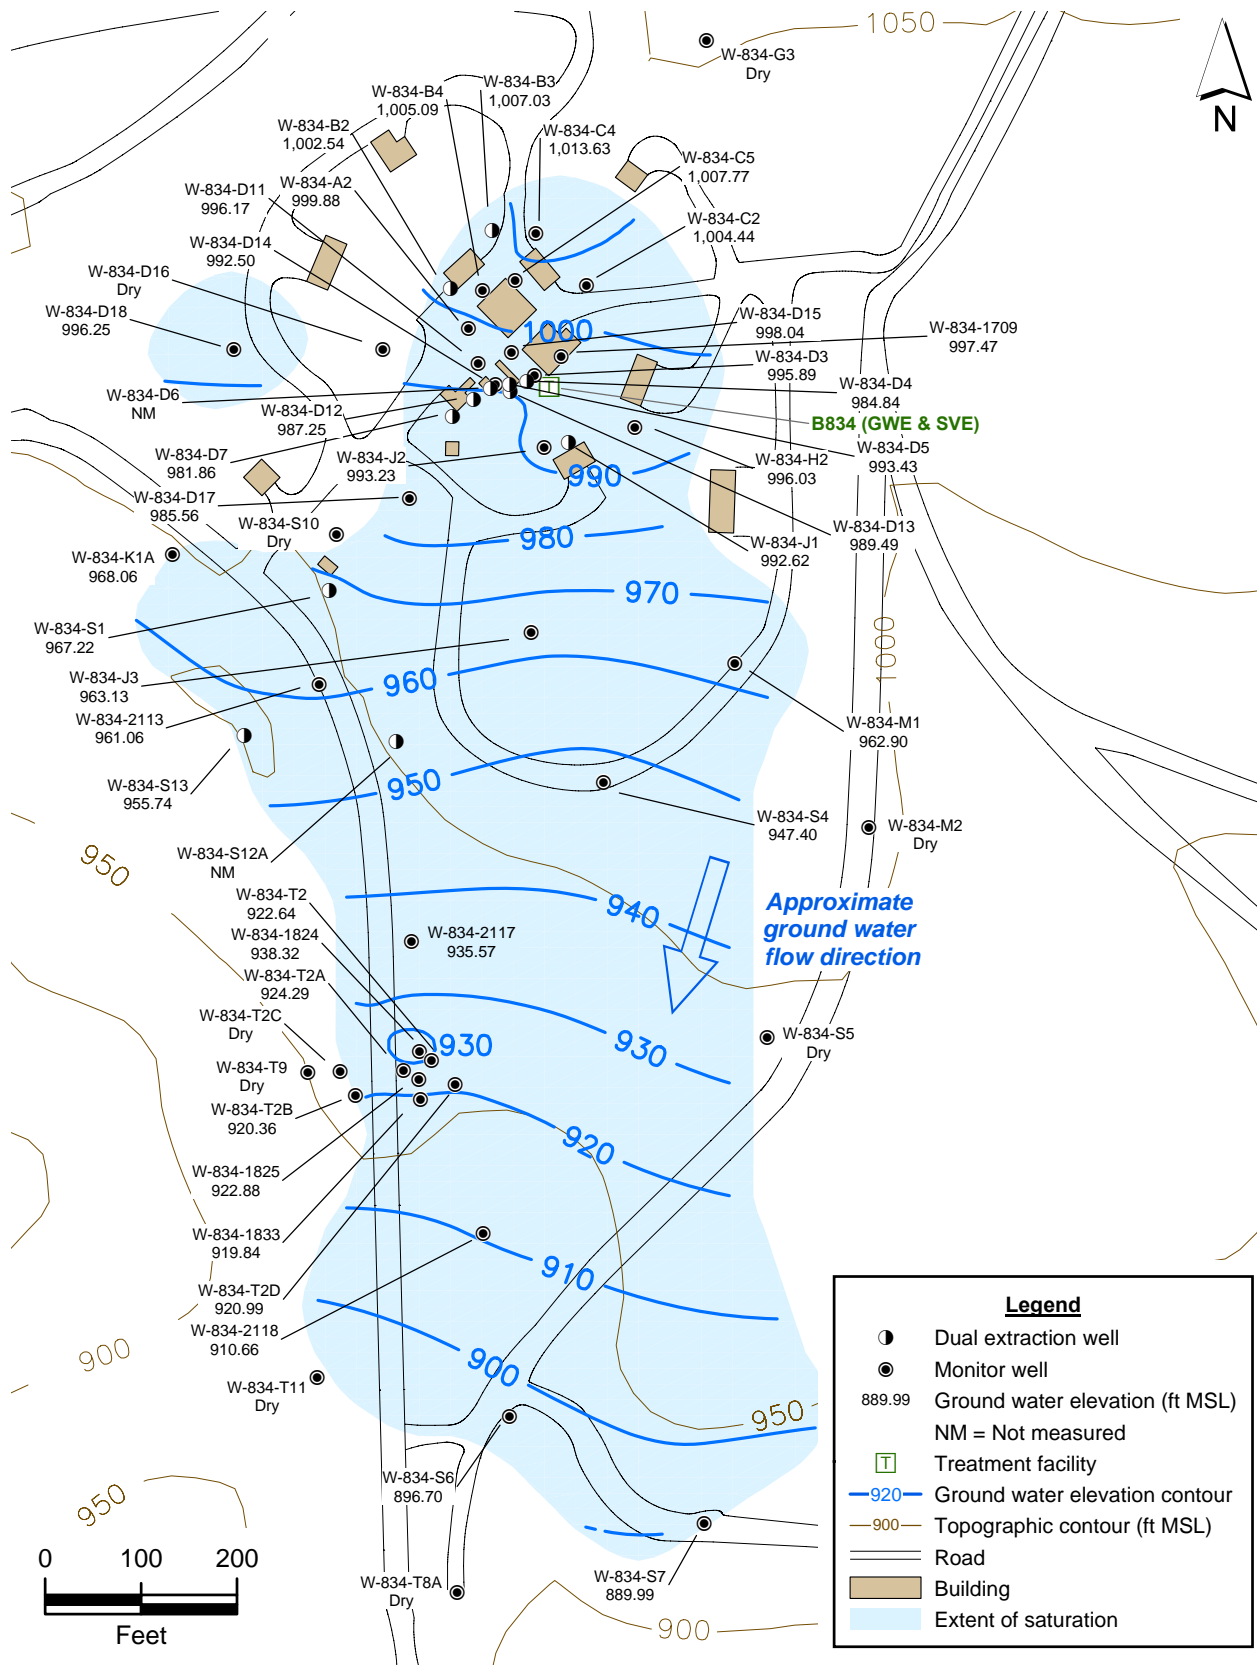 1050
W-834-G3
Dry
N
W-834-B3
1,007.03
W-834-B4
1,005.09
W-834-B2
1,002.54
W-834-C4
1,013.63
W-834-C5
1,007.77
W-834-A2
999.88
W-834-D11
996.17
W-834-C2
1,004.44
W-834-D14
992.50
W-834-D16
Dry
W-834-D18
996.25
1000
W-834-D15
998.04
W-834-1709
997.47
W-834-D3
995.89
W-834-D6
NM
W-834-D4
984.84
T
W-834-D12
987.25
B834 (GWE & SVE)
W-834-D7
981.86
W-834-J2
993.23
W-834-D5
993.43
W-834-H2
996.03
990
W-834-D17
985.56
W-834-S10
Dry
W-834-D13
989.49
980
W-834-J1
992.62
W-834-K1A
968.06
970
W-834-S1
967.22
1000
W-834-J3
963.13
960
W-834-2113
961.06
W-834-M1
962.90
W-834-S13
955.74
950
W-834-S4
947.40
W-834-M2
Dry
950
W-834-S12A
NM
W-834-T2
922.64
940
Approximate
ground water
flow direction
W-834-1824
938.32
W-834-2117
935.57
W-834-T2A
924.29
W-834-T2C
Dry
930
930
W-834-S5
Dry
W-834-T9
Dry
W-834-T2B
920.36
920
W-834-1825
922.88
W-834-1833
919.84
910
W-834-T2D
920.99
W-834-2118
910.66
900
900
W-834-T11
Dry
950
W-834-S6
896.70
950
W-834-T8A
Dry
W-834-S7
889.99
900
0 100 200
Feet
Legend
Dual extraction well
Monitor well
889.99 Ground water elevation (ft MSL)
NM = Not measured
T Treatment facility
920 Ground water elevation contour
900 Topographic contour (ft MSL)
Road
Building
Extent of saturation